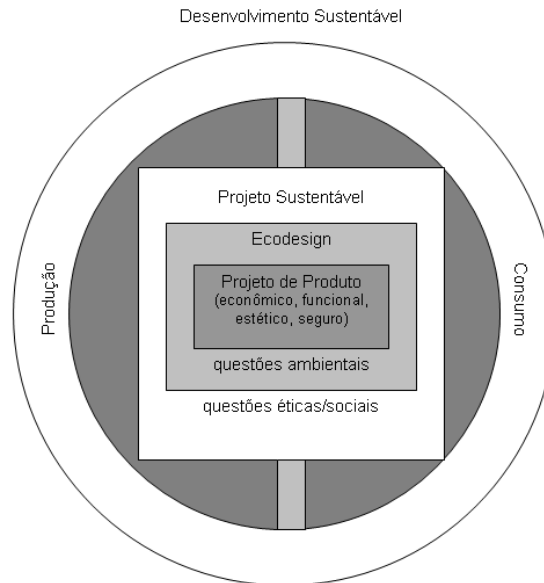 Desenvolvimento Sustentável
Projeto Sustentável
Ecodesign
Projeto de Produto
(econômico, funcional,
estético, seguro)
questões ambientais
questões éticas/sociais
Produção
Consumo